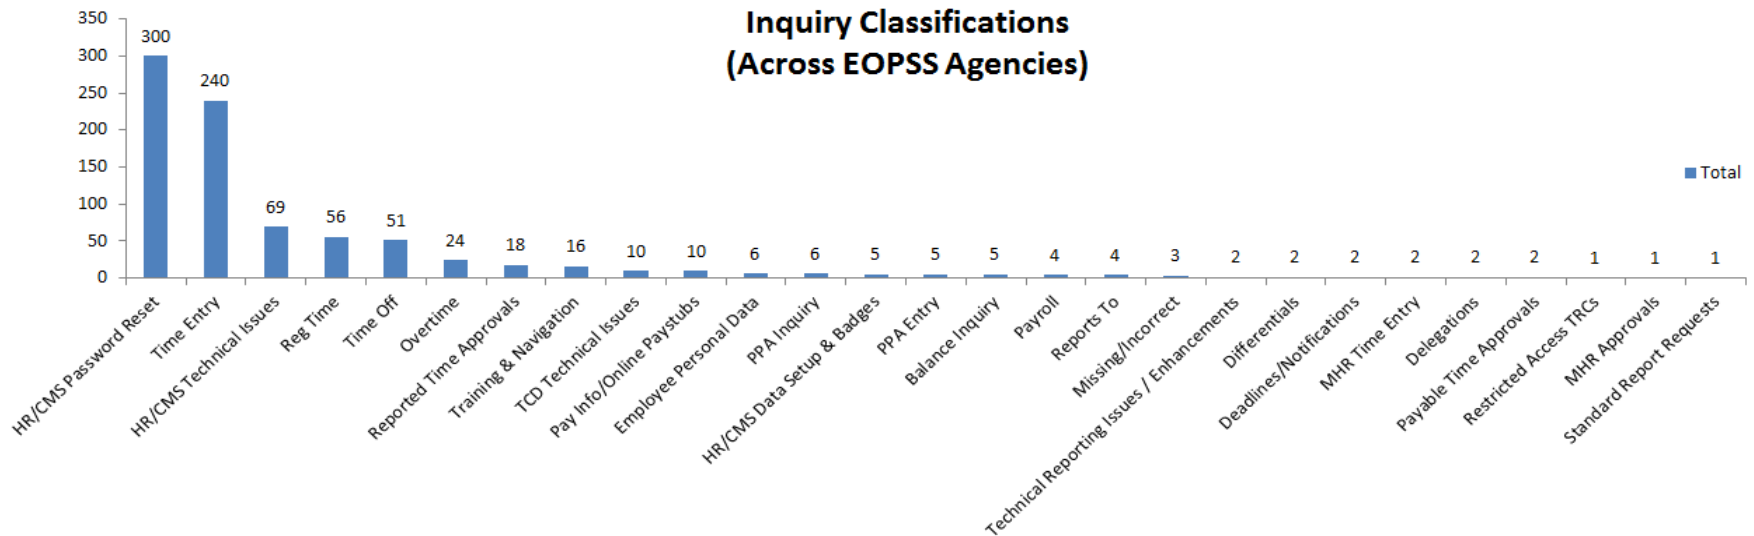 Inquiry Classifications
(Across EOPSS Agencies)
350
300
250
200
150
100
50
0
300
240
69
56
51
24
18
16
10
10
6
6
5
5
5
4
4
3
2
2
2
2
2
2
1
1
1
HR/CMS Password Reset
Time Entry
HR/CMS Technical Issues
Reg Time
Time Off
Overtime
Reported Time Approvals
Training & Navigation
TCD Technical Issues
Pay Info/Online Paystubs
Employee Personal Data
PPA Inquiry
HR/CMS Data Setup & Badges
PPA Entry
Balance Inquiry
Payroll
Reports To
Missing/Incorrect
Technical Reporting Issues / Enhancements
Differentials
Deadlines/Notifications
MHR Time Entry
Delegations
Payable Time Approvals
Restricted Access TRCs
MHR Approvals
Standard Report Requests
Total